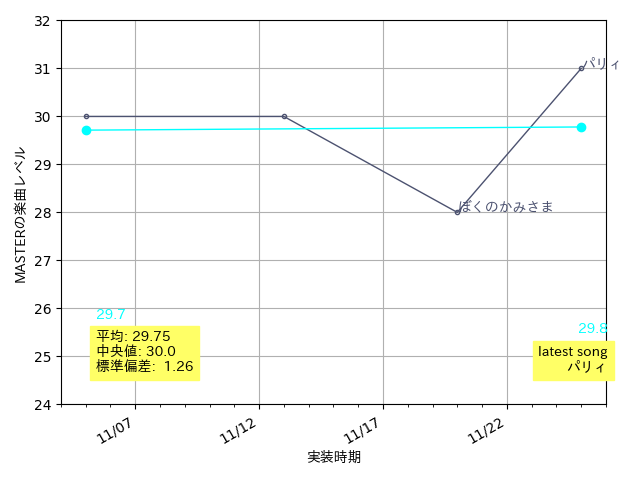 32
31
30
29
28
27
26
25
24
MASTERの楽曲レベル
パリィ
ぼくのかみさま
29.7
平均: 29.75
中央値: 30.0
標準偏差: 1.26
29.8
latest song
パリィ
11/07
11/12
11/17
11/22
実装時期